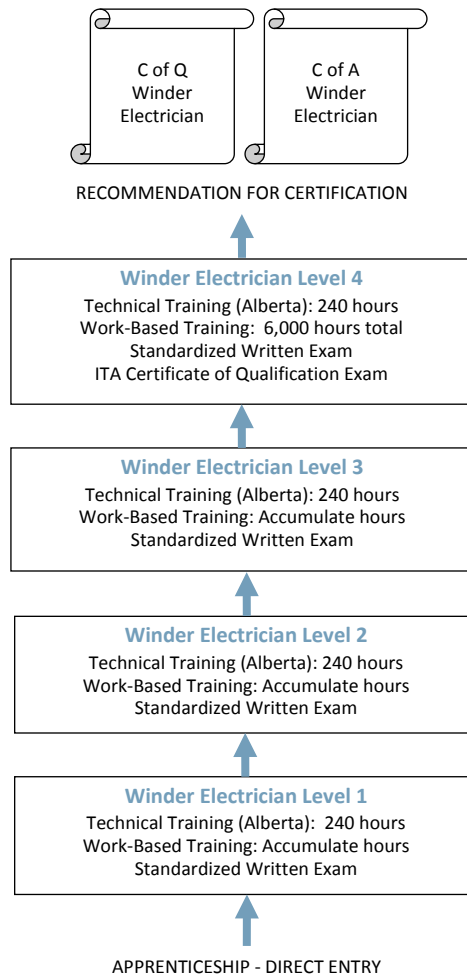 C of Q
Winder
Electrician
C of A
Winder
Electrician
RECOMMENDATION FOR CERTIFICATION
Winder Electrician Level 4
Technical Training (Alberta): 240 hours
Work-Based Training:  6,000 hours total
Standardized Written Exam
ITA Certificate of Qualification Exam
Winder Electrician Level 3
Technical Training (Alberta): 240 hours
Work-Based Training: Accumulate hours
Standardized Written Exam
Winder Electrician Level 2
Technical Training (Alberta): 240 hours
Work-Based Training: Accumulate hours
Standardized Written Exam
Winder Electrician Level 1
Technical Training (Alberta):  240 hours
Work-Based Training: Accumulate hours
Standardized Written Exam
APPRENTICESHIP - DIRECT ENTRY